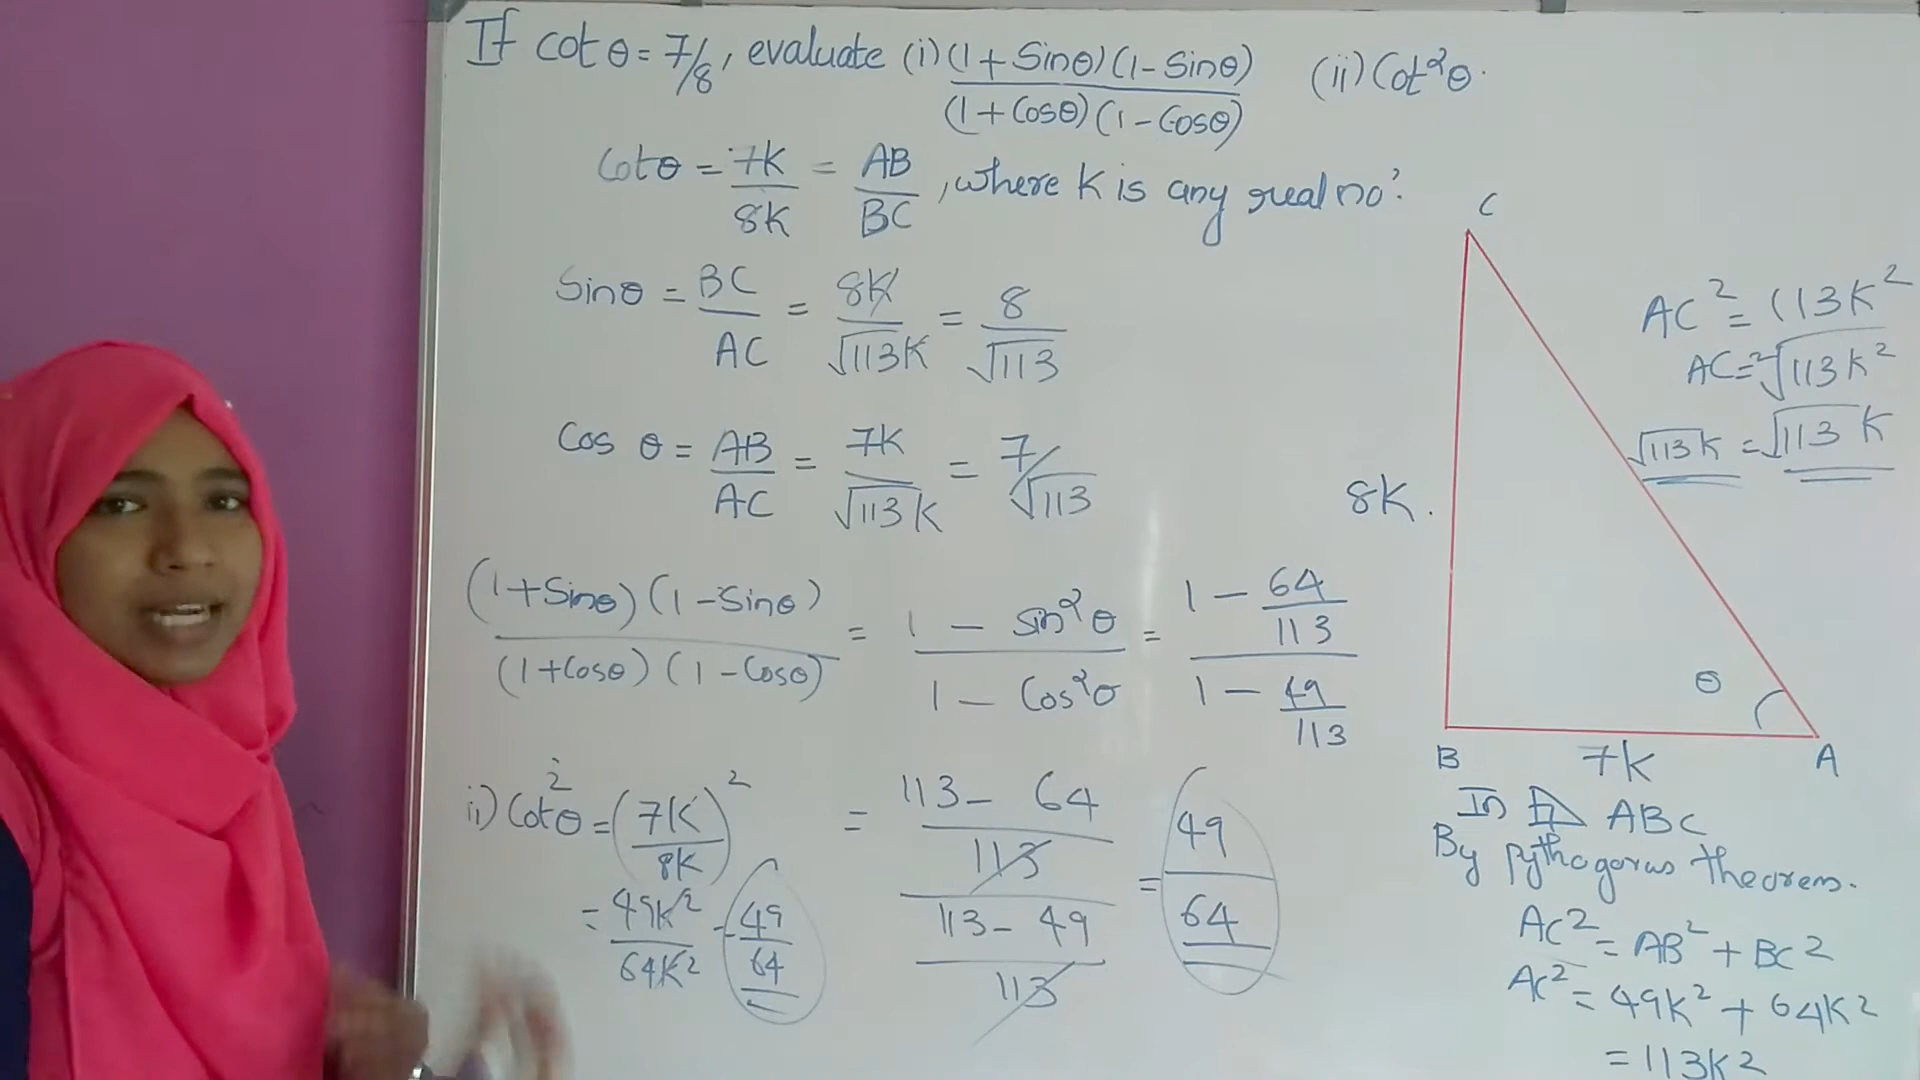 If cot θ = 7/8, evaluate (i) (1 + Sinθ)(1 - Sinθ) / (1 + Cosθ)(1 - Cosθ) (ii) Cot²θ.
Cotθ = 7K/8K = AB/BC, where K is any real no:
Sinθ = BC/AC = 8K/√113K = 8/√113
Cos θ = AB/AC = 7K/√113K = 7/√113
(1+Sinθ)(1-Sinθ) / (1+Cosθ)(1-Cosθ) = 1 - sin²θ / 1 - Cos²θ = 1 - 64/113 / 1 - 49/113
= 113 - 64 / 113 / 113 - 49 / 113 = 49/64
ii) Cot²θ = (7K/8K)²
= 49K²/64K² = 49/64
C
AC² = 113K²
AC = ²√113K²
√113K = √113 K
8K.
θ
B 7K A
In ABC
By pythagorus theorem.
AC² = AB² + BC²
AC² = 49K² + 64K²
= 113K²